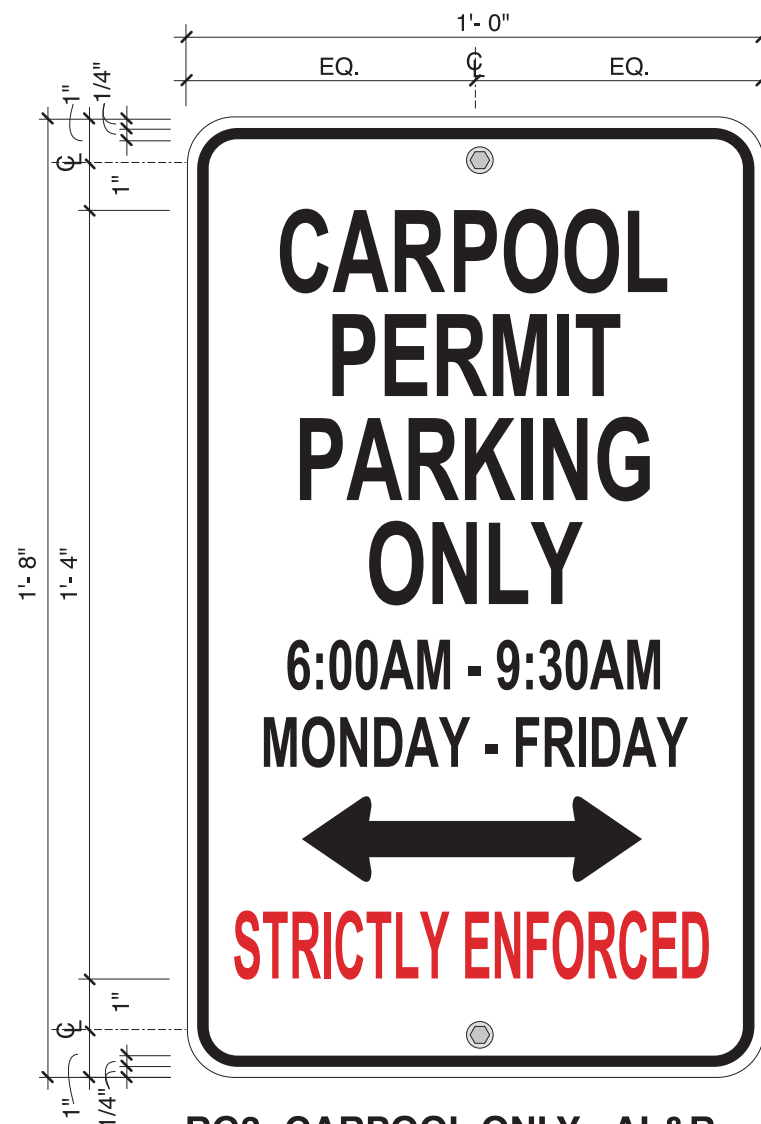 1'- 0"
EQ. ℄ EQ.
1" 1/4"
℄
1"
CARPOOL
PERMIT
PARKING
ONLY
1'- 8" 1'- 4"
6:00AM - 9:30AM
MONDAY - FRIDAY
STRICTLY ENFORCED
1"
℄
1" 1/4"